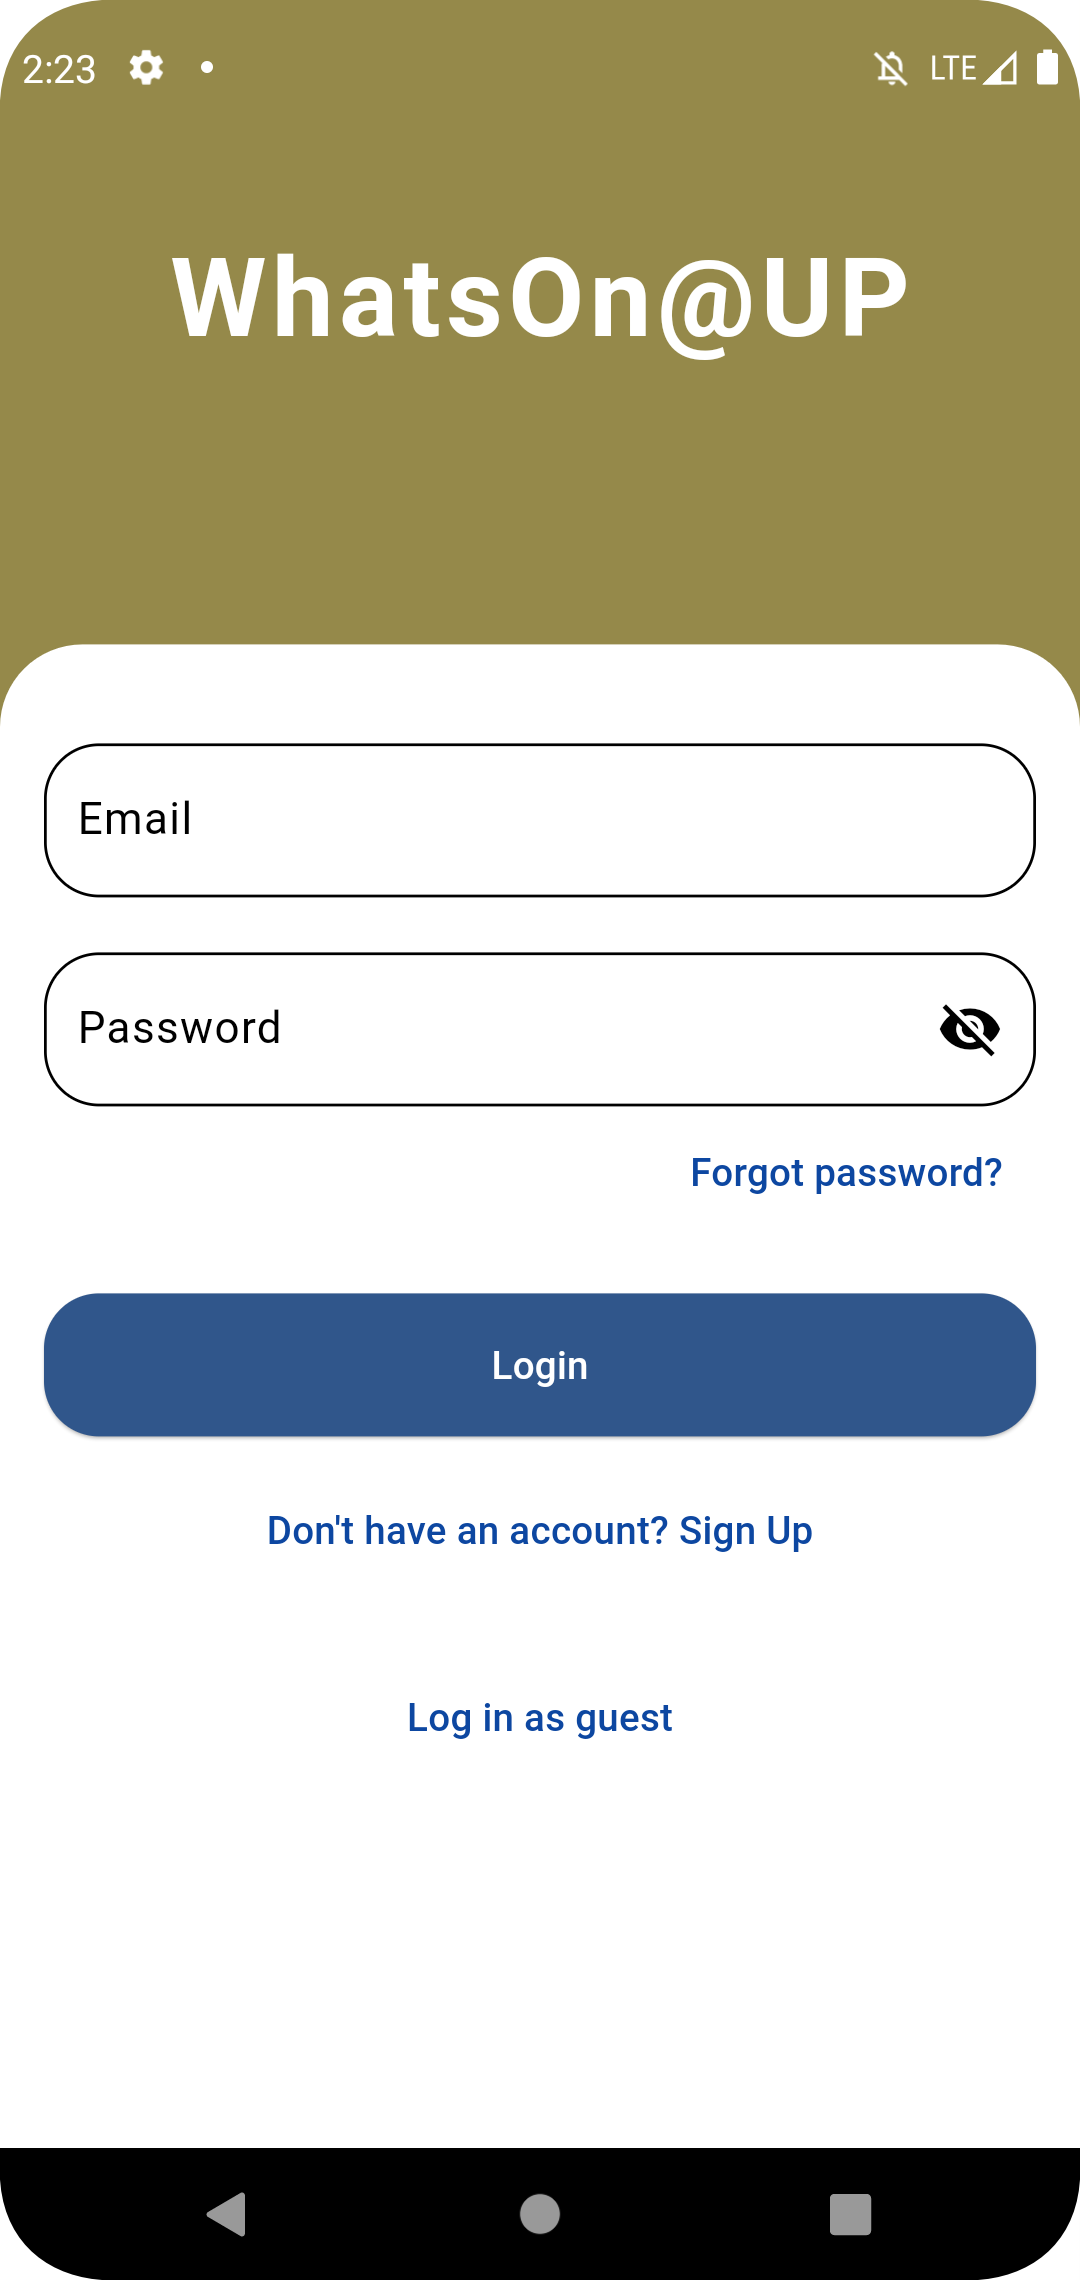 2:23 LTE
WhatsOn@UP
Email
Password
Forgot password?
Login
Don't have an account? Sign Up
Log in as guest